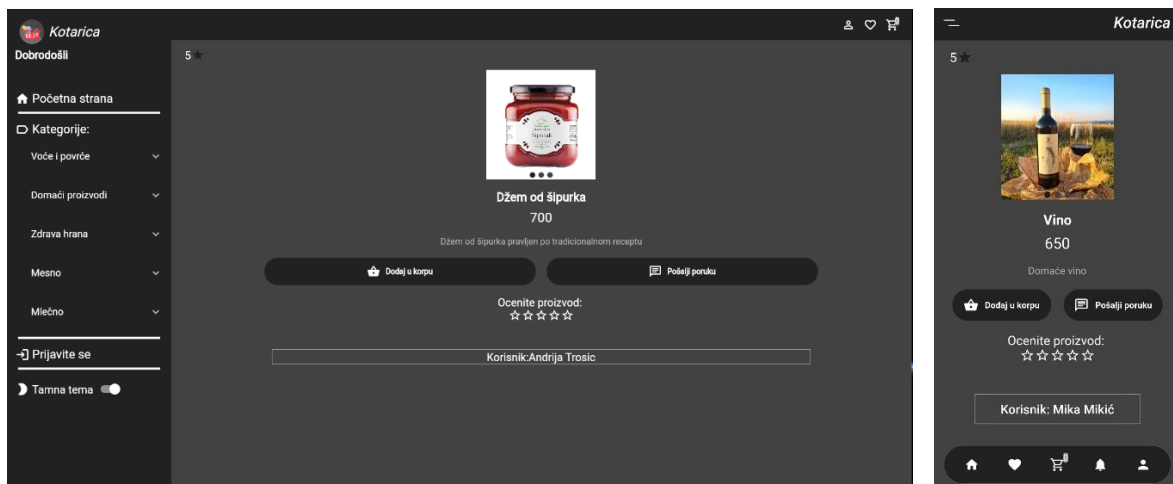 Kotarica
Dobrodošli
Početna strana
Kategorije:
Voće i povrće
Domaći proizvodi
Zdrava hrana
Mesno
Mlečno
Prijavite se
Tamna tema
0
5
Džem od šipurka
700
Džem od šipurka pravljen po tradicionalnom receptu
Dodaj u korpu
Pošalji poruku
Ocenite proizvod:
Korisnik:Andrija Trosic
Kotarica
5
Vino
650
Domaće vino
Dodaj u korpu
Pošalji poruku
Ocenite proizvod:
Korisnik: Mika Mikić
0